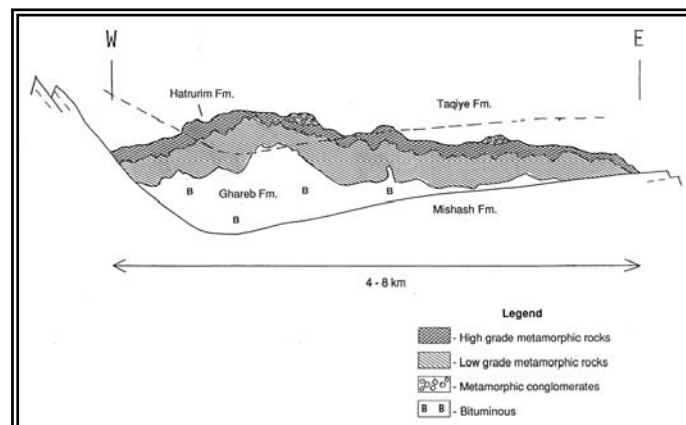 W
E
Hatrurim Fm.
Taqiye Fm.
B
Ghareb Fm.
B
B
B
Mishash Fm.
4 - 8 km
Legend
- High grade metamorphic rocks
- Low grade metamorphic rocks
- Metamorphic conglomerates
B B - Bituminous